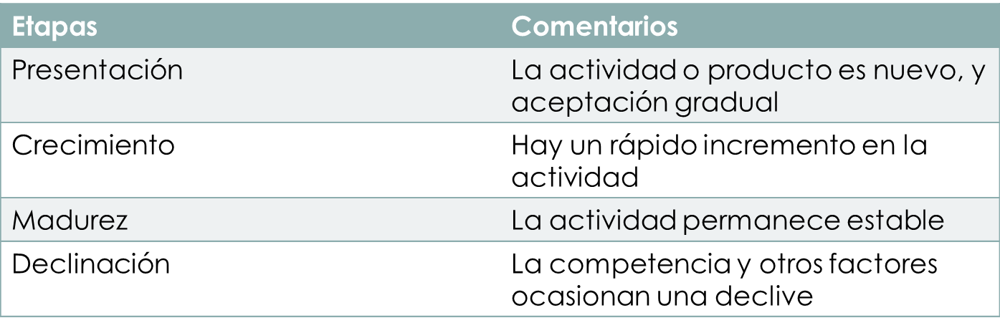 Etapas Comentarios
Presentación La actividad o producto es nuevo, y
aceptación gradual
Crecimiento Hay un rápido incremento en la
actividad
Madurez La actividad permanece estable
Declinación La competencia y otros factores
ocasionan una declive